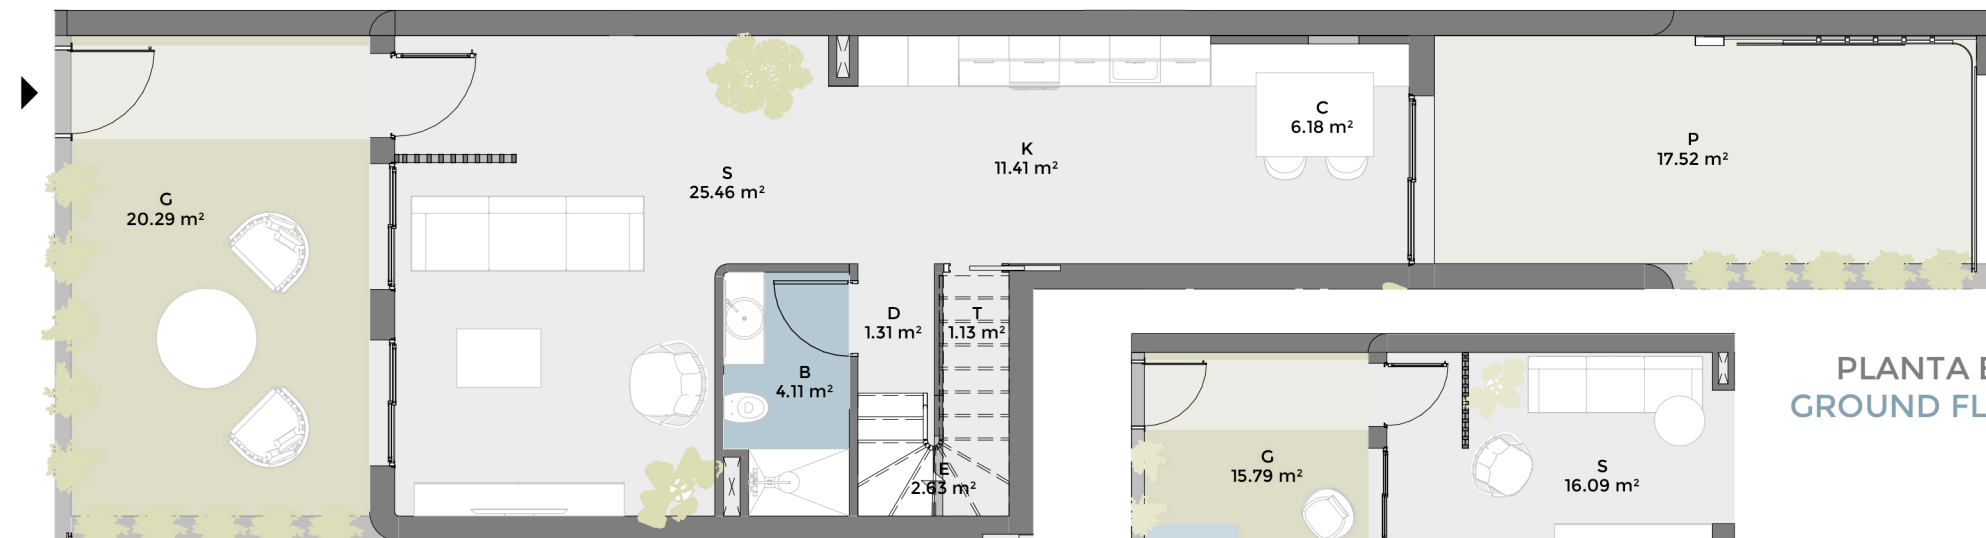 C
6.18 m²
K
11.41 m²
P
17.52 m²
S
25.46 m²
G
20.29 m²
D
1.31 m²
T
1.13 m²
B
4.11 m²
E
2.63 m²
PLANTA
GROUND
G
15.79 m²
S
16.09 m²